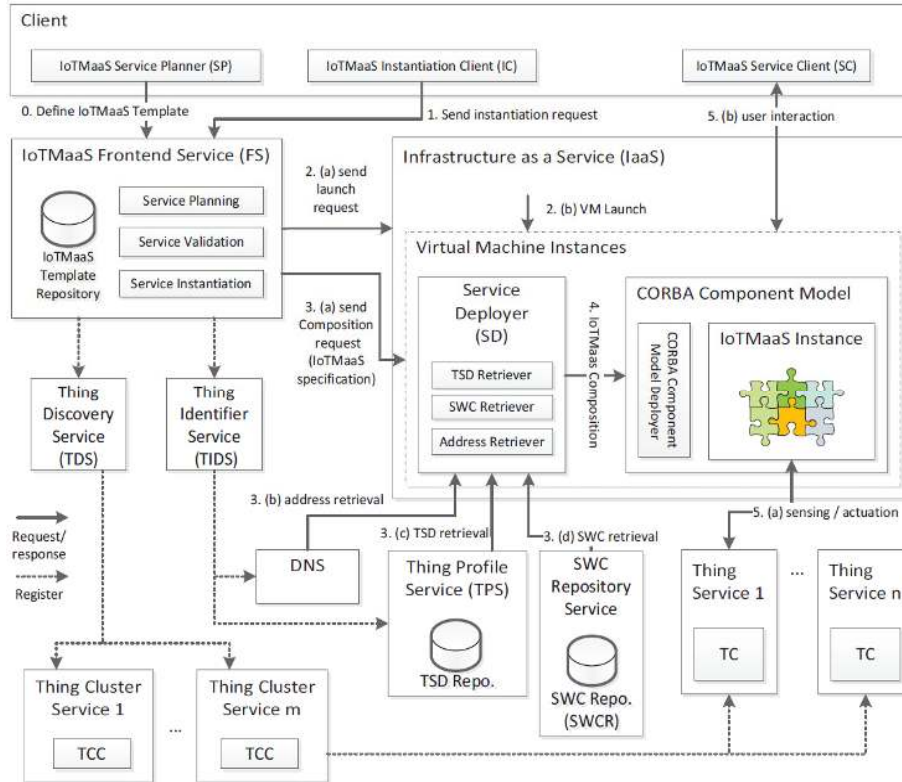 Client
IoTMaaS Service Planner (SP)
IoTMaaS Instantiation Client (IC)
IoTMaaS Service Client (SC)
0. Define IoTMaaS Template
1. Send instantiation request
5. (b) user interaction
IoTMaaS Frontend Service (FS)
IoTMaaS
Template
Repository
Service Planning
Service Validation
Service Instantiation
2. (a) send
launch
request
3. (a) send
Composition
request
(IoTMaaS
specification)
Infrastructure as a Service (IaaS)
2. (b) VM Launch
Virtual Machine Instances
Service
Deployer
(SD)
TSD Retriever
SWC Retriever
Address Retriever
4. IoTMaas Composition
CORBA Component Model
CORBA Component
Model Deployer
IoTMaaS Instance
Thing
Discovery
Service
(TDS)
Thing
Identifier
Service
(TIDS)
3. (b) address retrieval
3. (c) TSD retrieval
3. (d) SWC retrieval
5. (a) sensing / actuation
Request/
response
Register
DNS
Thing Profile
Service (TPS)
TSD Repo.
SWC
Repository
Service
SWC Repo.
(SWCR)
Thing
Service 1
TC
...
Thing
Service n
TC
Thing Cluster
Service 1
TCC
...
Thing Cluster
Service m
TCC